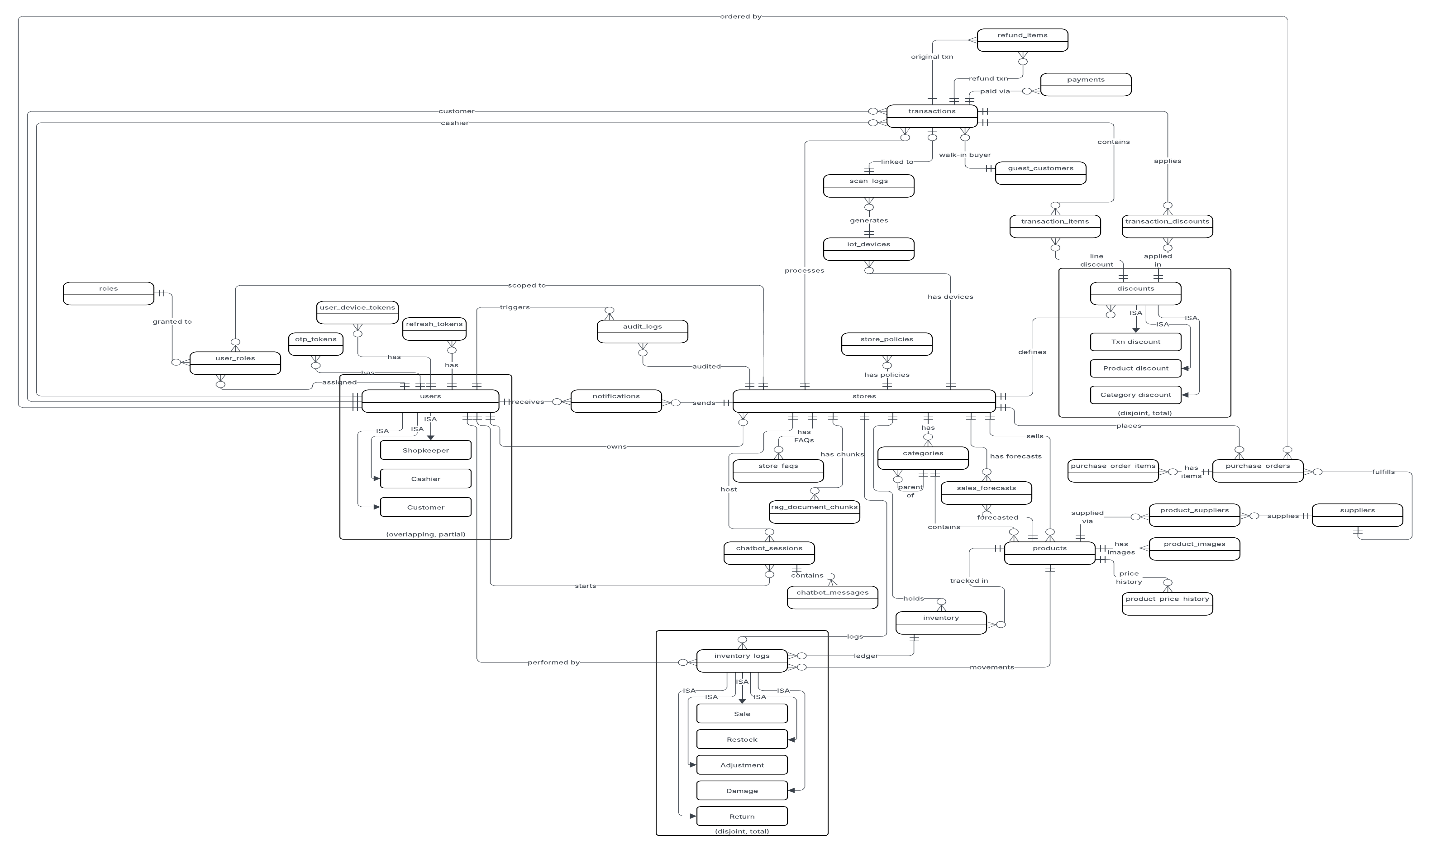 ordered by
refund_items
original txn
refund txn
payments
paid via
customer
transactions
cashier
contains
walk-in buyer
linked to
applies
guest_customers
scan_logs
generates
transaction_items
transaction_discounts
iot_devices
line
discount
applied
in
processes
scoped to
roles
discounts
has devices
triggers
user_device_tokens
ISA
ISA
ISA
granted to
refresh_tokens
audit_logs
otp_tokens
store_policies
Txn discount
defines
user_roles
has
has
audited
Product discount
has
has policies
assigned
users
receives
notifications
sends
stores
Category discount
(disjoint, total)
ISA
ISA
ISA
has
FAQs
has
places
sells
owns
Shopkeeper
has chunks
categories
has forecasts
store_faqs
purchase_order_items
has
items
purchase_orders
fulfills
Cashier
host
parent
of
sales_forecasts
Customer
rag_document_chunks
forecasted
supplied
via
product_suppliers
supplies
suppliers
contains
(overlapping, partial)
chatbot_sessions
products
has
images
product_images
contains
price
history
tracked in
starts
chatbot_messages
holds
product_price_history
inventory
logs
inventory_logs
ledger
performed by
movements
ISA
ISA
ISA
ISA
ISA
Sale
Restock
Adjustment
Damage
Return
(disjoint, total)